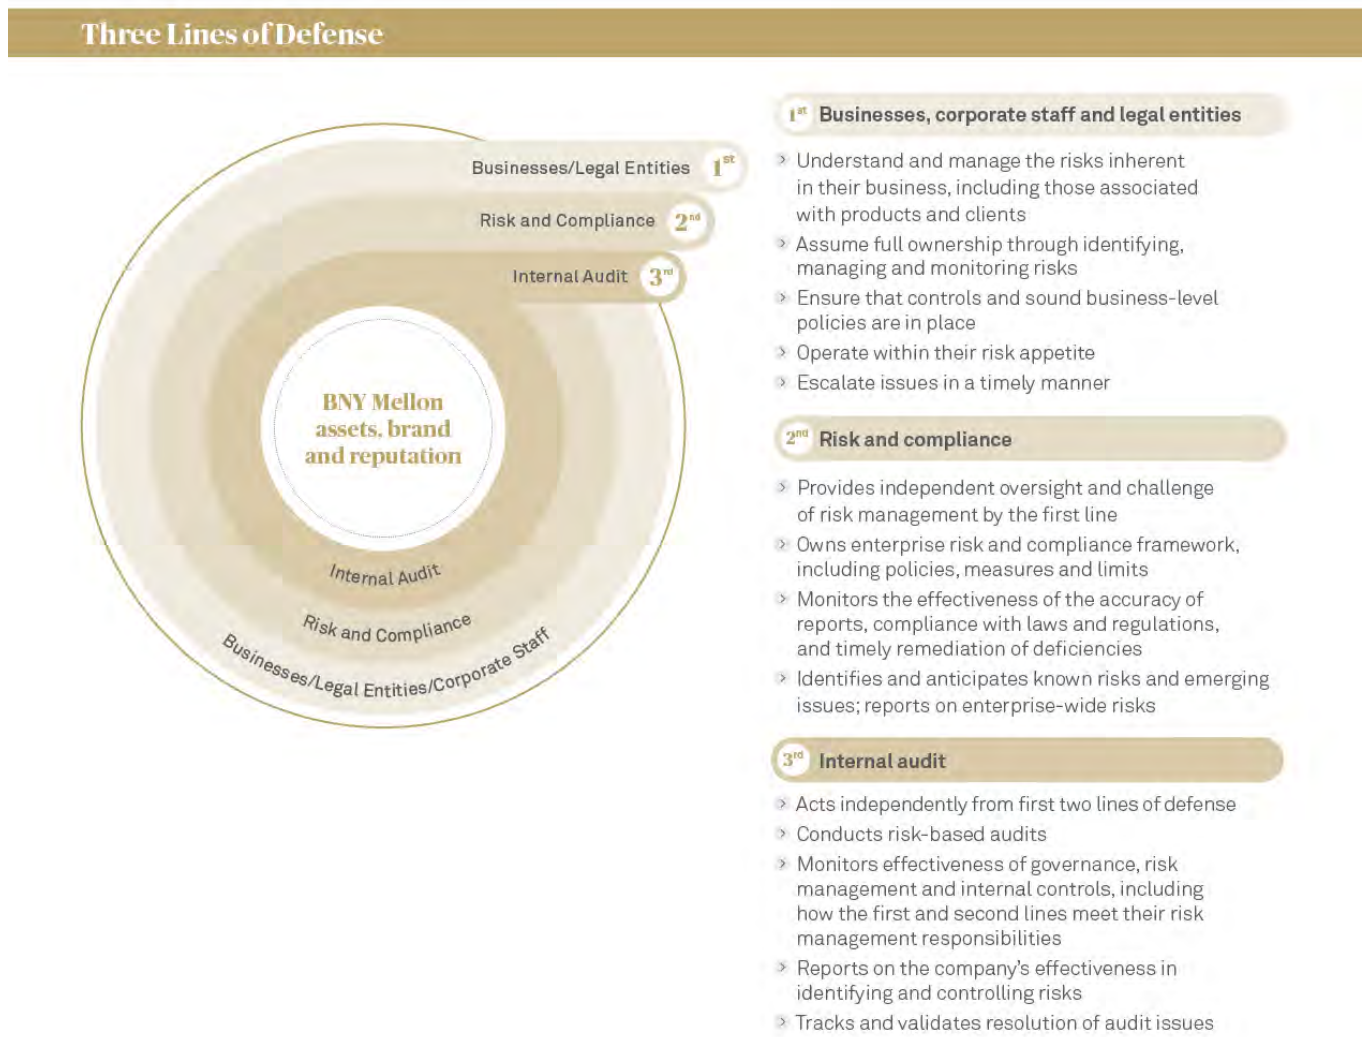 Three Lines of Defense
Businesses/Legal Entities 1st
Risk and Compliance 2nd
Internal Audit 3rd
BNY Mellon
assets, brand
and reputation
Internal Audit
Risk and Compliance
Businesses/Legal Entities/Corporate Staff
1st Businesses, corporate staff and legal entities
> Understand and manage the risks inherent
in their business, including those associated
with products and clients
> Assume full ownership through identifying,
managing and monitoring risks
> Ensure that controls and sound business-level
policies are in place
> Operate within their risk appetite
> Escalate issues in a timely manner
2nd Risk and compliance
> Provides independent oversight and challenge
of risk management by the first line
> Owns enterprise risk and compliance framework,
including policies, measures and limits
> Monitors the effectiveness of the accuracy of
reports, compliance with laws and regulations,
and timely remediation of deficiencies
> Identifies and anticipates known risks and emerging
issues; reports on enterprise-wide risks
3rd Internal audit
> Acts independently from first two lines of defense
> Conducts risk-based audits
> Monitors effectiveness of governance, risk
management and internal controls, including
how the first and second lines meet their risk
management responsibilities
> Reports on the company's effectiveness in
identifying and controlling risks
> Tracks and validates resolution of audit issues